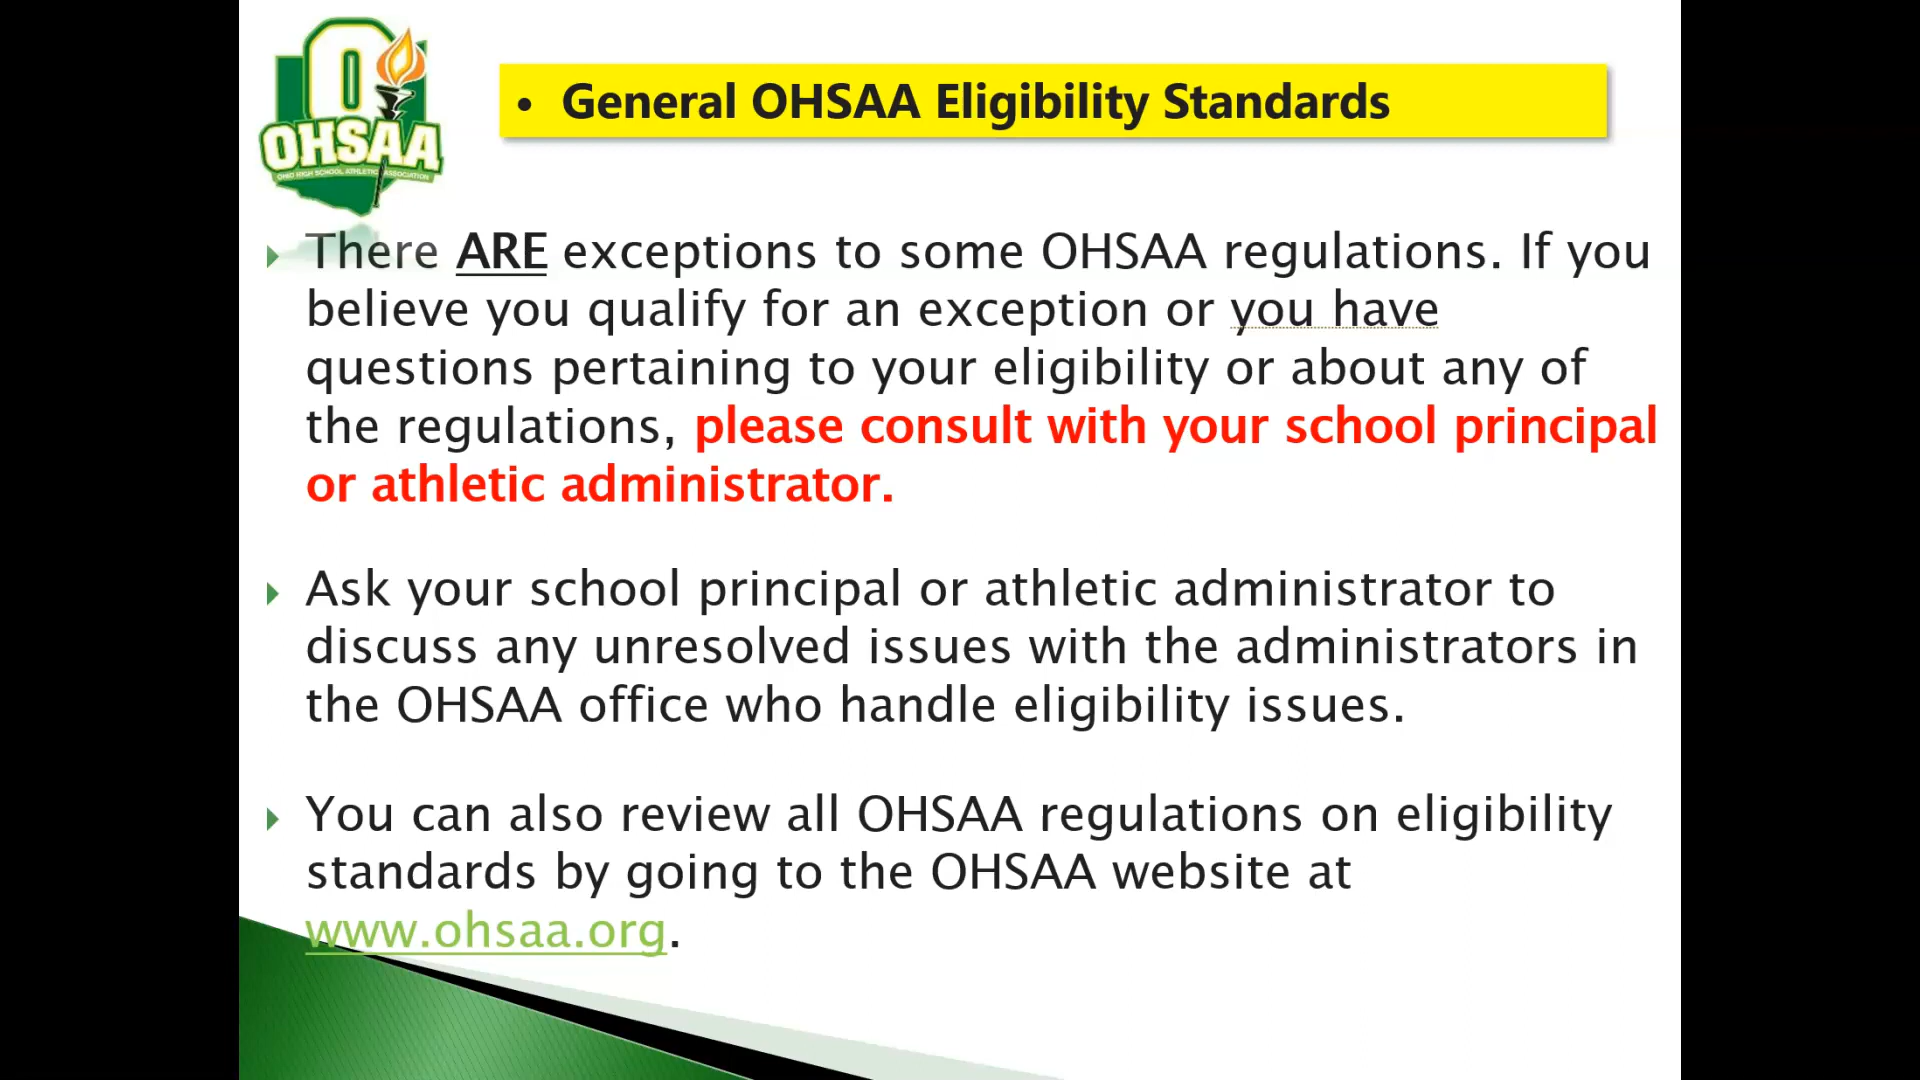 O
OHSAA
OHIO HIGH SCHOOL ATHLETIC ASSOCIATION
• General OHSAA Eligibility Standards
There ARE exceptions to some OHSAA regulations. If you
believe you qualify for an exception or you have
questions pertaining to your eligibility or about any of
the regulations, please consult with your school principal
or athletic administrator.
Ask your school principal or athletic administrator to
discuss any unresolved issues with the administrators in
the OHSAA office who handle eligibility issues.
You can also review all OHSAA regulations on eligibility
standards by going to the OHSAA website at
www.ohsaa.org.